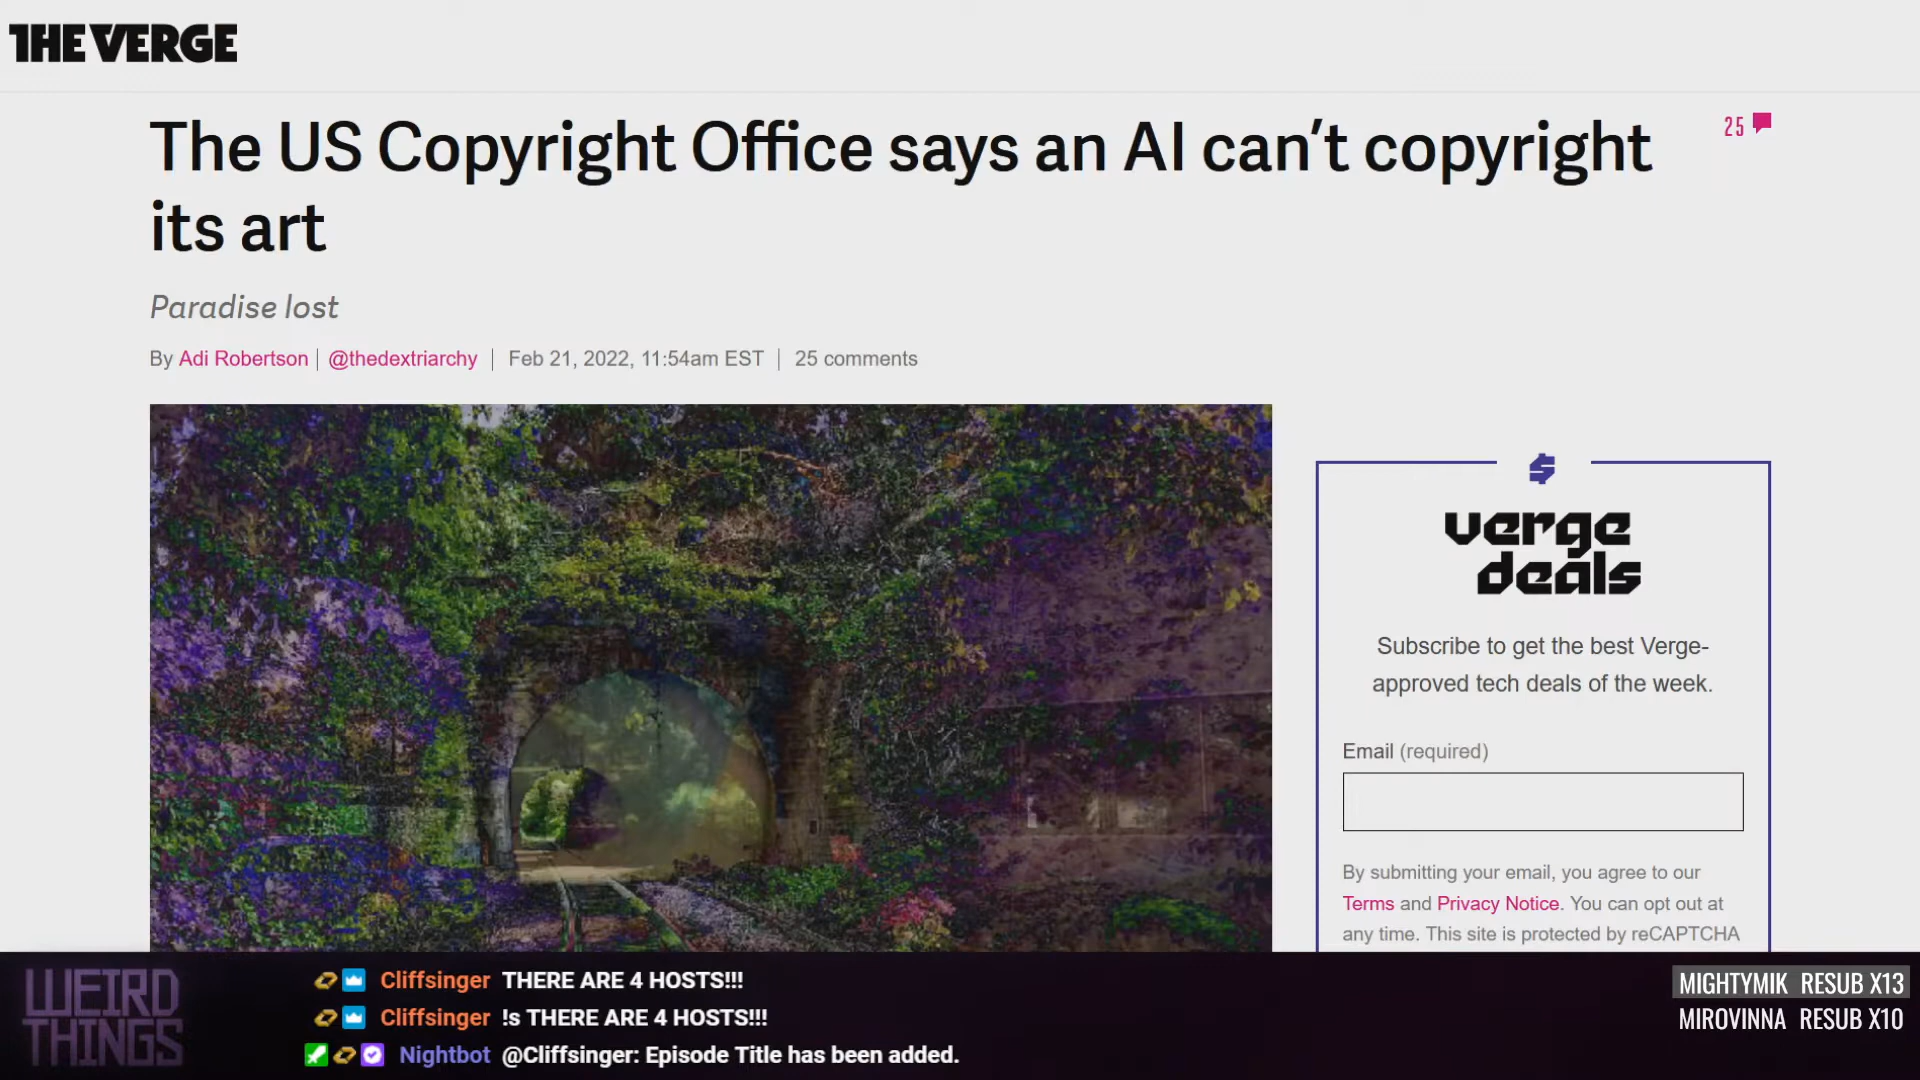 THE VERGE
The US Copyright Office says an AI can’t copyright
its art
25
Paradise lost
By Adi Robertson | @thedextriarchy | Feb 21, 2022, 11:54am EST | 25 comments
verge
deals
Subscribe to get the best Verge-
approved tech deals of the week.
Email (required)
By submitting your email, you agree to our
Terms and Privacy Notice. You can opt out at
any time. This site is protected by reCAPTCHA
WEIRD
THINGS
Cliffsinger THERE ARE 4 HOSTS!!!
Cliffsinger !s THERE ARE 4 HOSTS!!!
Nightbot @Cliffsinger: Episode Title has been added.
MIGHTYMIK RESUB X13
MIROVINNA RESUB X10